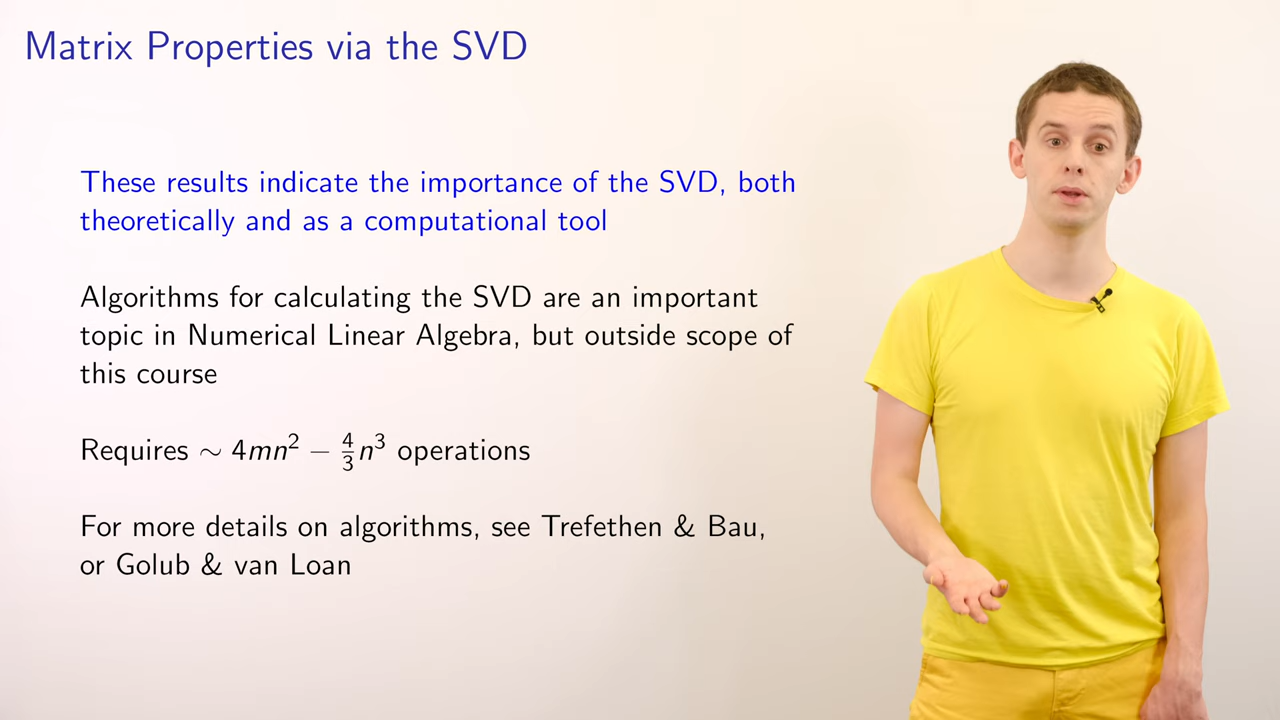 Matrix Properties via the SVD
These results indicate the importance of the SVD, both
theoretically and as a computational tool
Algorithms for calculating the SVD are an important
topic in Numerical Linear Algebra, but outside scope of
this course
Requires ∼ 4mn² − 4/3 n³ operations
For more details on algorithms, see Trefethen & Bau,
or Golub & van Loan